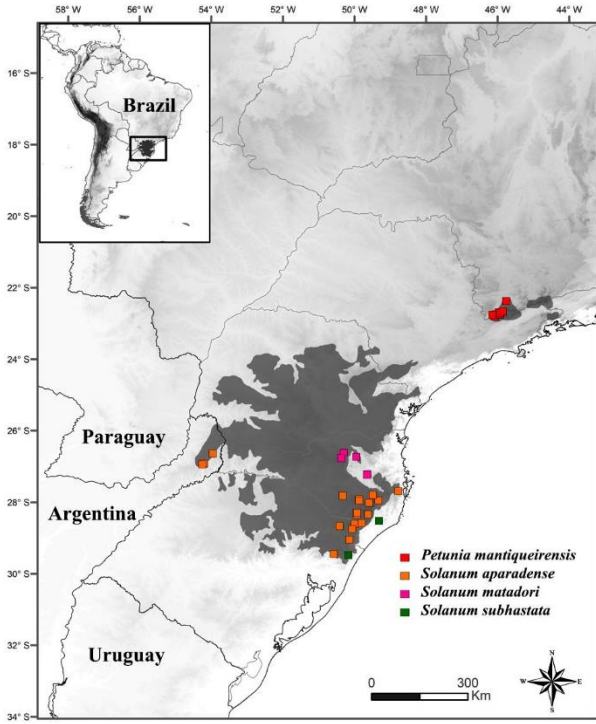 58° W 56° W 54° W 52° W 50° W 48° W 46° W 44° W
16° S
18° S
20° S
22° S
24° S
26° S
28° S
30° S
32° S
34° S
Brazil
Paraguay
Argentina
Uruguay
Petunia mantiqueirensis
Solanum aparadense
Solanum matadori
Solanum subhastata
0 300
Km
N
W E
S